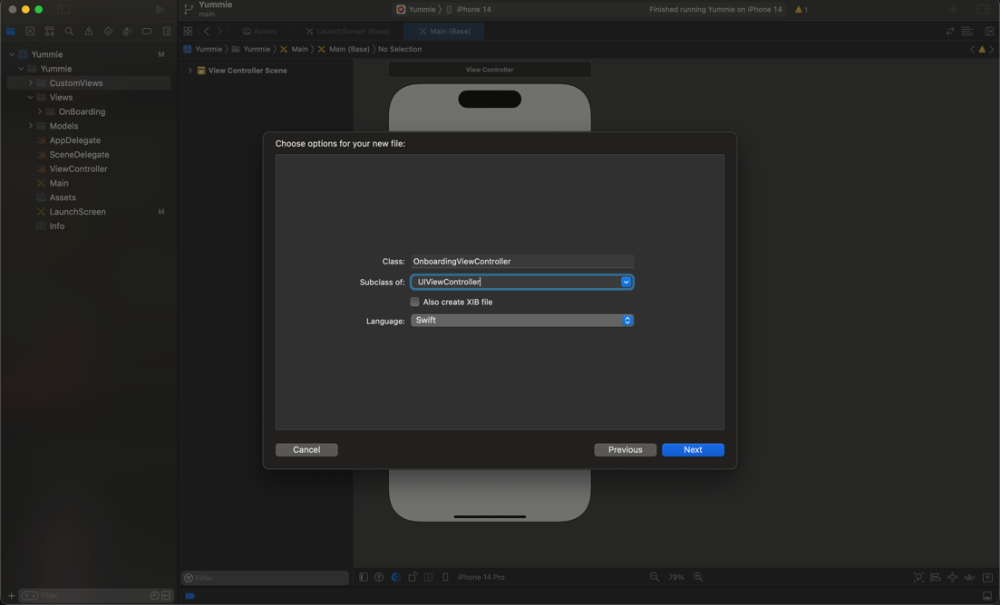 Yummie
main
Yummie
iPhone 14
Finished running Yummie on iPhone 14
1
Assets
LaunchScreen (Base)
Main (Base)
Yummie
Yummie
Main
Main (Base)
No Selection
Yummie
M
Yummie
CustomViews
Views
OnBoarding
Models
AppDelegate
SceneDelegate
ViewController
Main
Assets
LaunchScreen
M
Info
View Controller Scene
View Controller
Choose options for your new file:
Class:
OnboardingViewController
Subclass of:
UIViewController
Also create XIB file
Language:
Swift
Cancel
Previous
Next
Filter
iPhone 14 Pro
79%
Filter